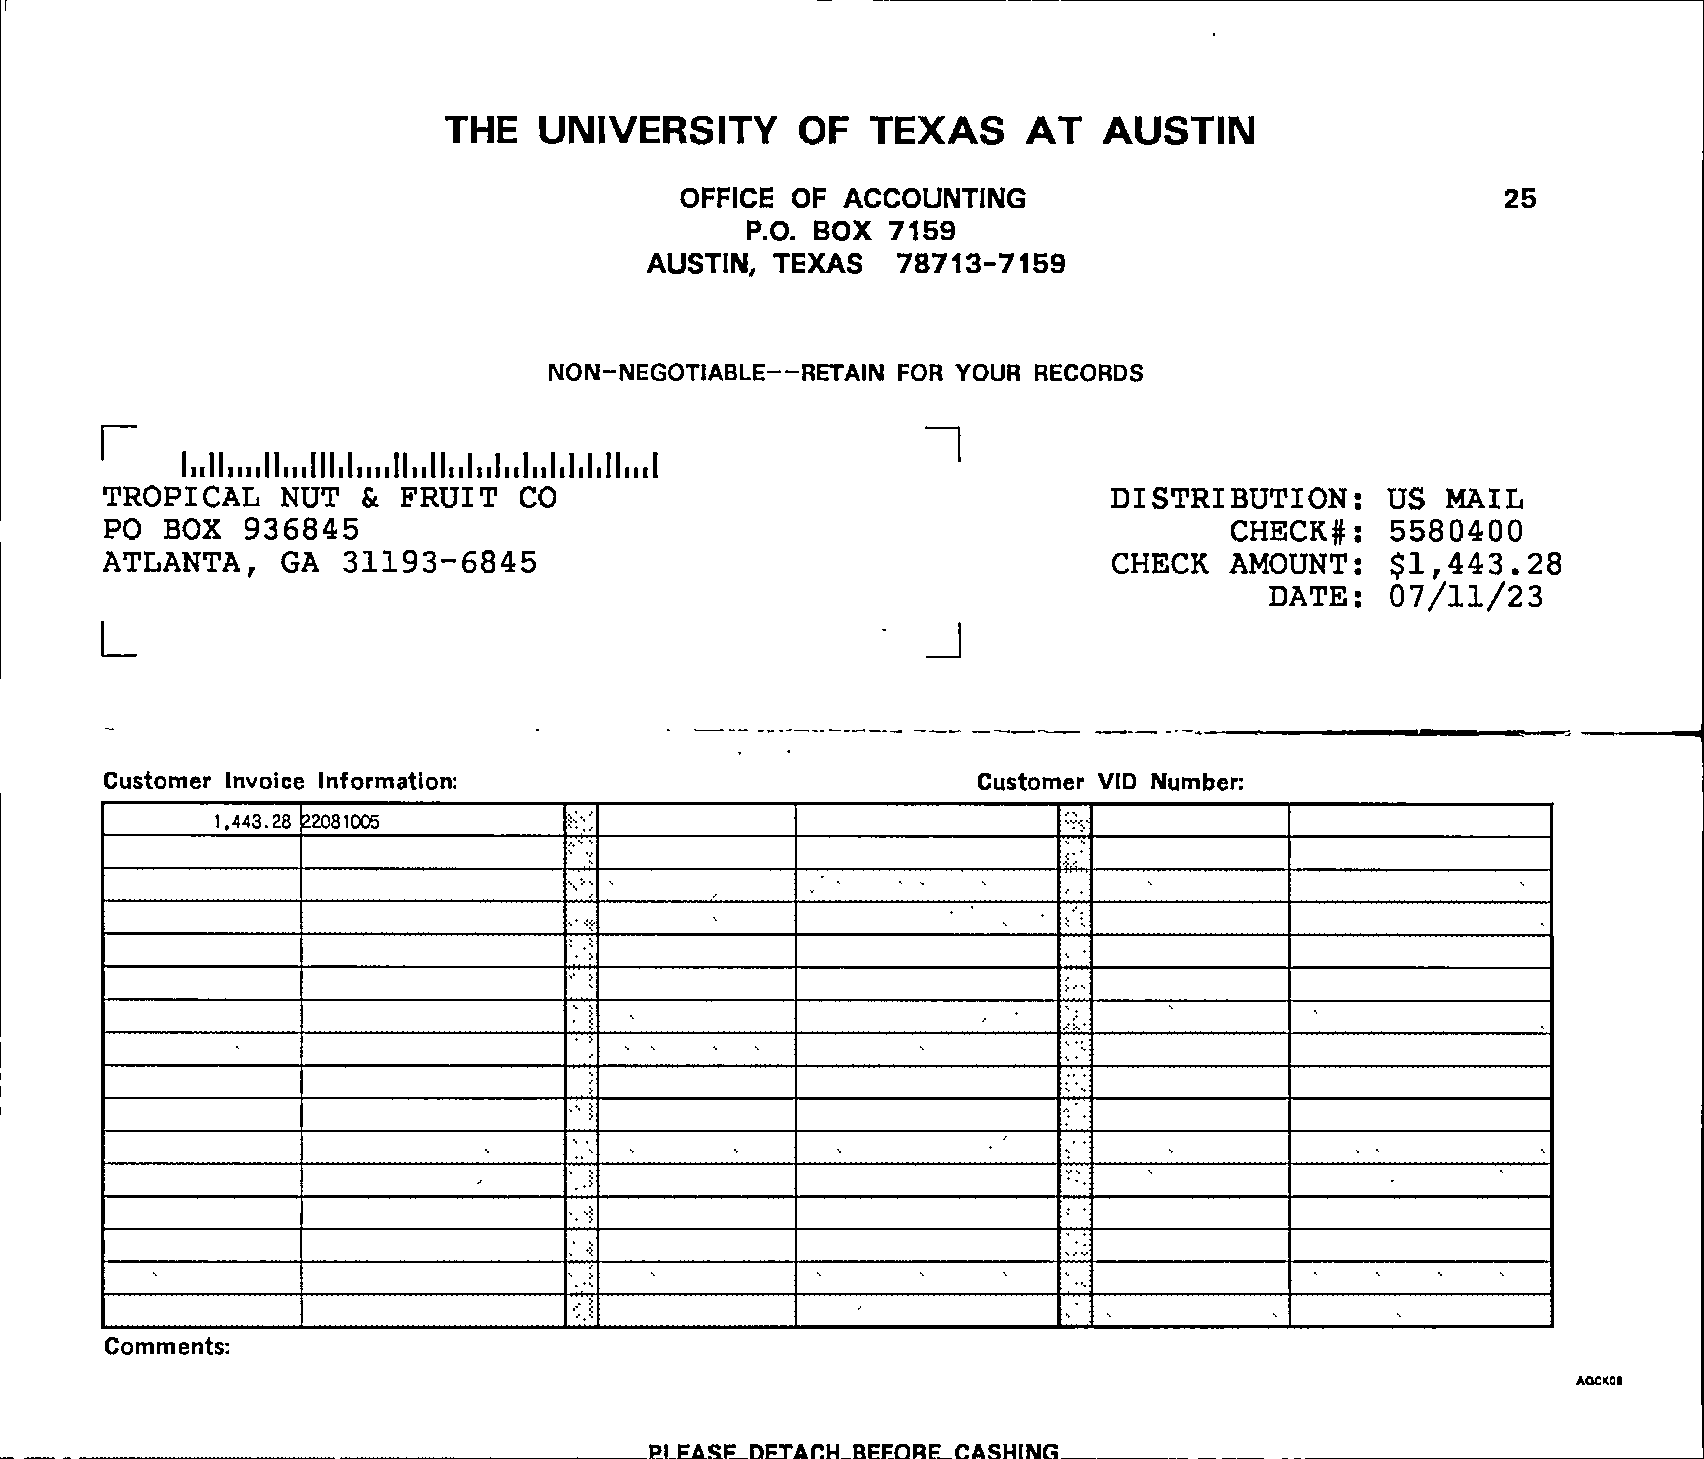 THE UNIVERSITY OF TEXAS AT AUSTIN
OFFICE OF ACCOUNTING
25
P.O. BOX 7159
AUSTIN, TEXAS 78713-7159
NON-NEGOTIABLE--RETAIN FOR YOUR RECORDS
TROPICAL NUT & FRUIT CO
PO BOX 936845
ATLANTA, GA 31193-6845
DISTRIBUTION: US MAIL
CHECK#: 5580400
CHECK AMOUNT: $1,443.28
DATE: 07/11/23
Customer Invoice Information:
Customer VID Number:
1,443.28 22081005
Comments:
PLEASE DETACH BEFORE CASHING